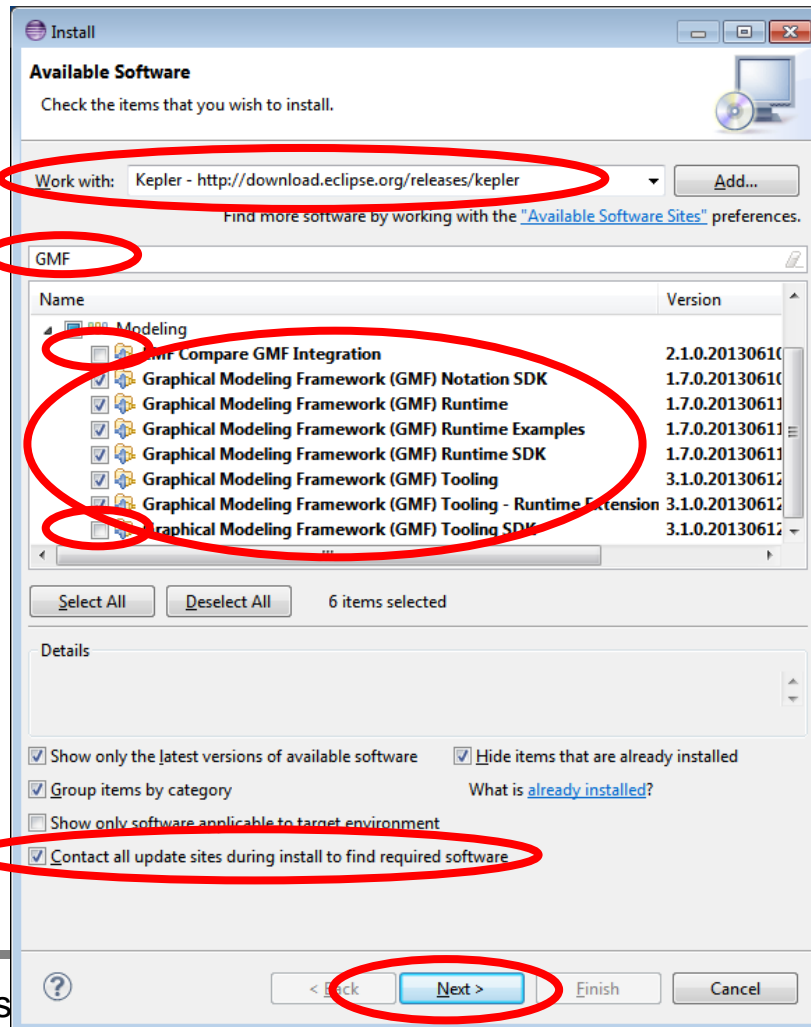 Install
Available Software
Check the items that you wish to install.
Work with: Kepler - http://download.eclipse.org/releases/kepler Add...
Find more software by working with the "Available Software Sites" preferences.
GMF
Name Version
Modeling
EMF Compare GMF Integration 2.1.0.2013061
Graphical Modeling Framework (GMF) Notation SDK 1.7.0.2013061
Graphical Modeling Framework (GMF) Runtime 1.7.0.20130611
Graphical Modeling Framework (GMF) Runtime Examples 1.7.0.20130611
Graphical Modeling Framework (GMF) Runtime SDK 1.7.0.20130611
Graphical Modeling Framework (GMF) Tooling 3.1.0.20130612
Graphical Modeling Framework (GMF) Tooling - Runtime Extension 3.1.0.20130612
Graphical Modeling Framework (GMF) Tooling SDK 3.1.0.20130612
Select All Deselect All 6 items selected
Details
Show only the latest versions of available software Hide items that are already installed
Group items by category What is already installed?
Show only software applicable to target environment
Contact all update sites during install to find required software
? < Back Next > Finish Cancel
s